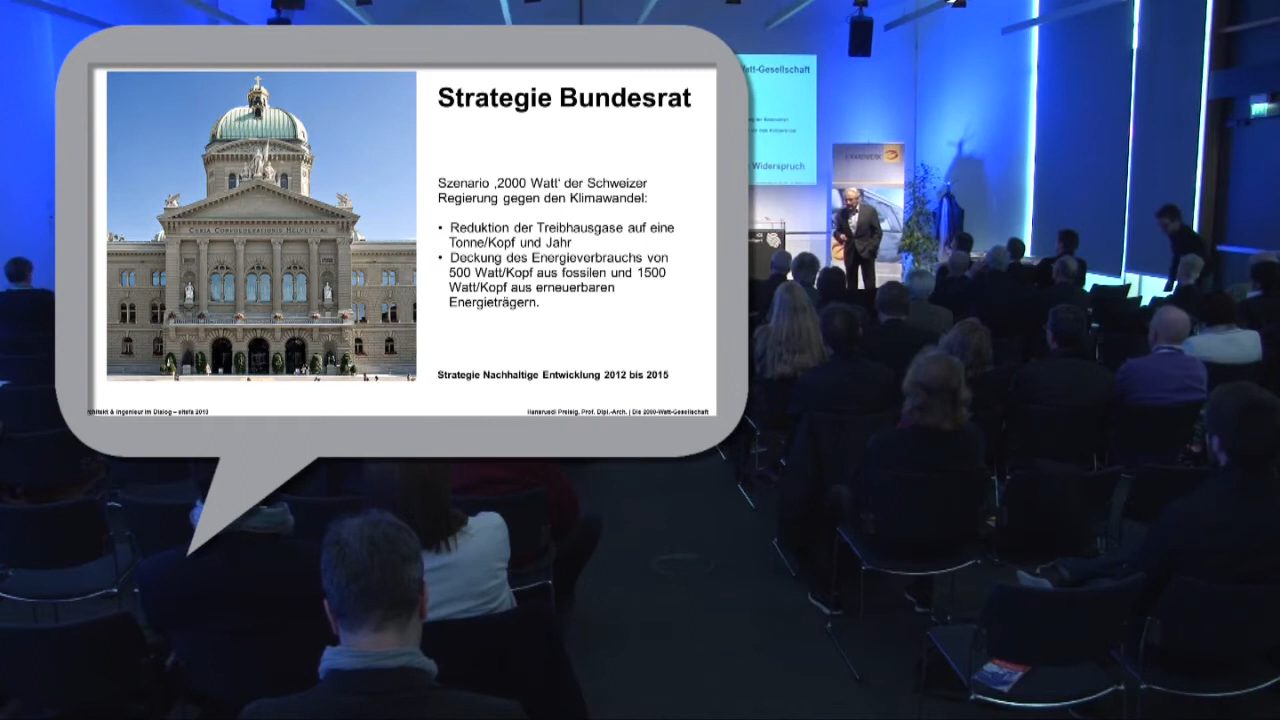 Strategie Bundesrat
Szenario ‚2000 Watt' der Schweizer
Regierung gegen den Klimawandel:
• Reduktion der Treibhausgase auf eine
Tonne/Kopf und Jahr
• Deckung des Energieverbrauchs von
500 Watt/Kopf aus fossilen und 1500
Watt/Kopf aus erneuerbaren
Energieträgern.
Strategie Nachhaltige Entwicklung 2012 bis 2015
CURIA CONFOEDERATIONIS HELVETICAE
rchitekt & Ingenieur im Dialog – eltefa 2013
Hansruedi Preisig, Prof. Dipl.-Arch. | Die 2000-Watt-Gesellschaft
att-Gesellschaft
Widerspruch